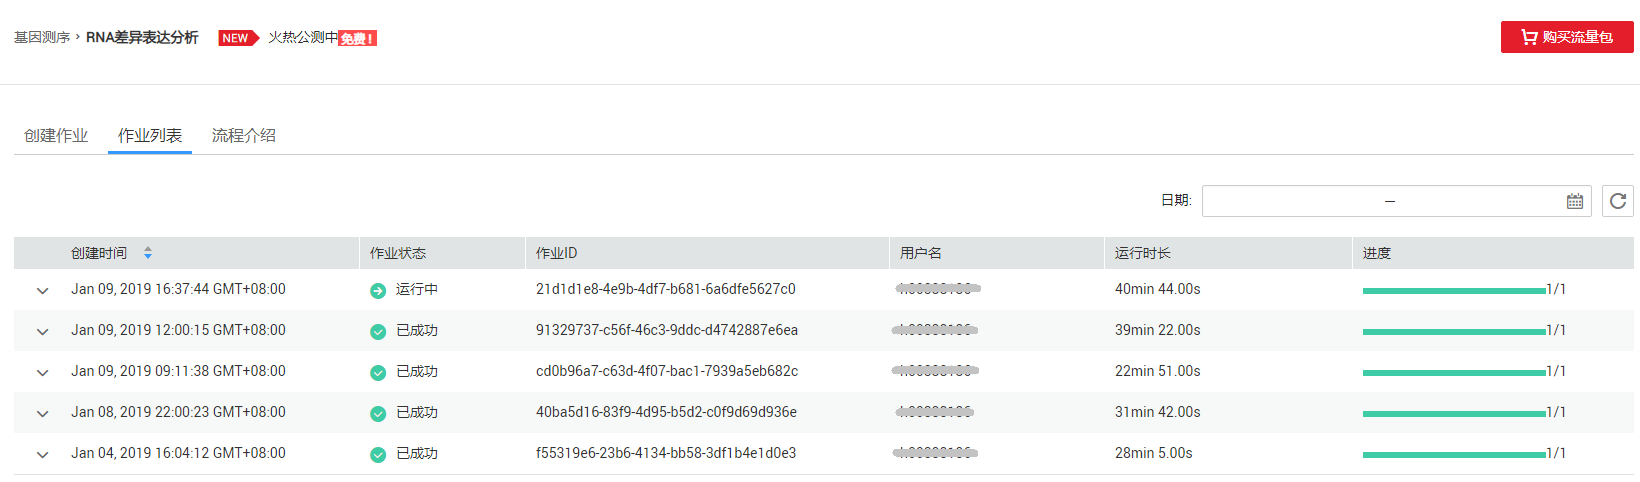 基因测序 › RNA差异表达分析 NEW 火热公测中免费! 购买流量包
创建作业 作业列表 流程介绍
日期: –
创建时间 作业状态 作业ID 用户名 运行时长 进度
Jan 09, 2019 16:37:44 GMT+08:00 运行中 21d1d1e8-4e9b-4df7-b681-6a6dfe5627c0 40min 44.00s 1/1
Jan 09, 2019 12:00:15 GMT+08:00 已成功 91329737-c56f-46c3-9ddc-d4742887e6ea 39min 22.00s 1/1
Jan 09, 2019 09:11:38 GMT+08:00 已成功 cd0b96a7-c63d-4f07-bac1-7939a5eb682c 22min 51.00s 1/1
Jan 08, 2019 22:00:23 GMT+08:00 已成功 40ba5d16-83f9-4d95-b5d2-c0f9d69d936e 31min 42.00s 1/1
Jan 04, 2019 16:04:12 GMT+08:00 已成功 f55319e6-23b6-4134-bb58-3df1b4e1d0e3 28min 5.00s 1/1